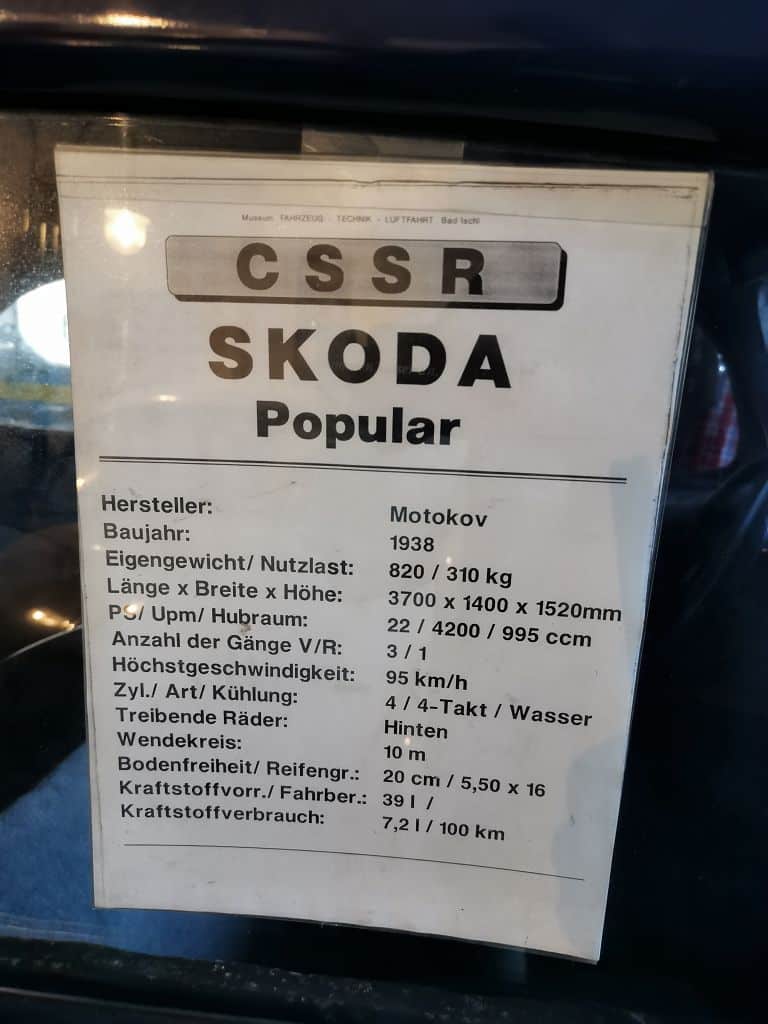 Museum FAHRZEUG - TECHNIK - LUFTFAHRT Bad Ischl
CSSR
SKODA
Popular
Hersteller: Motokov
Baujahr: 1938
Eigengewicht/ Nutzlast: 820 / 310 kg
Länge x Breite x Höhe: 3700 x 1400 x 1520mm
PS/ Upm/ Hubraum: 22 / 4200 / 995 ccm
Anzahl der Gänge V/R: 3 / 1
Höchstgeschwindigkeit: 95 km/h
Zyl./ Art/ Kühlung: 4 / 4-Takt / Wasser
Treibende Räder: Hinten
Wendekreis: 10 m
Bodenfreiheit/ Reifengr.: 20 cm / 5,50 x 16
Kraftstoffvorr./ Fahrber.: 39 l /
Kraftstoffverbrauch: 7,2 l / 100 km